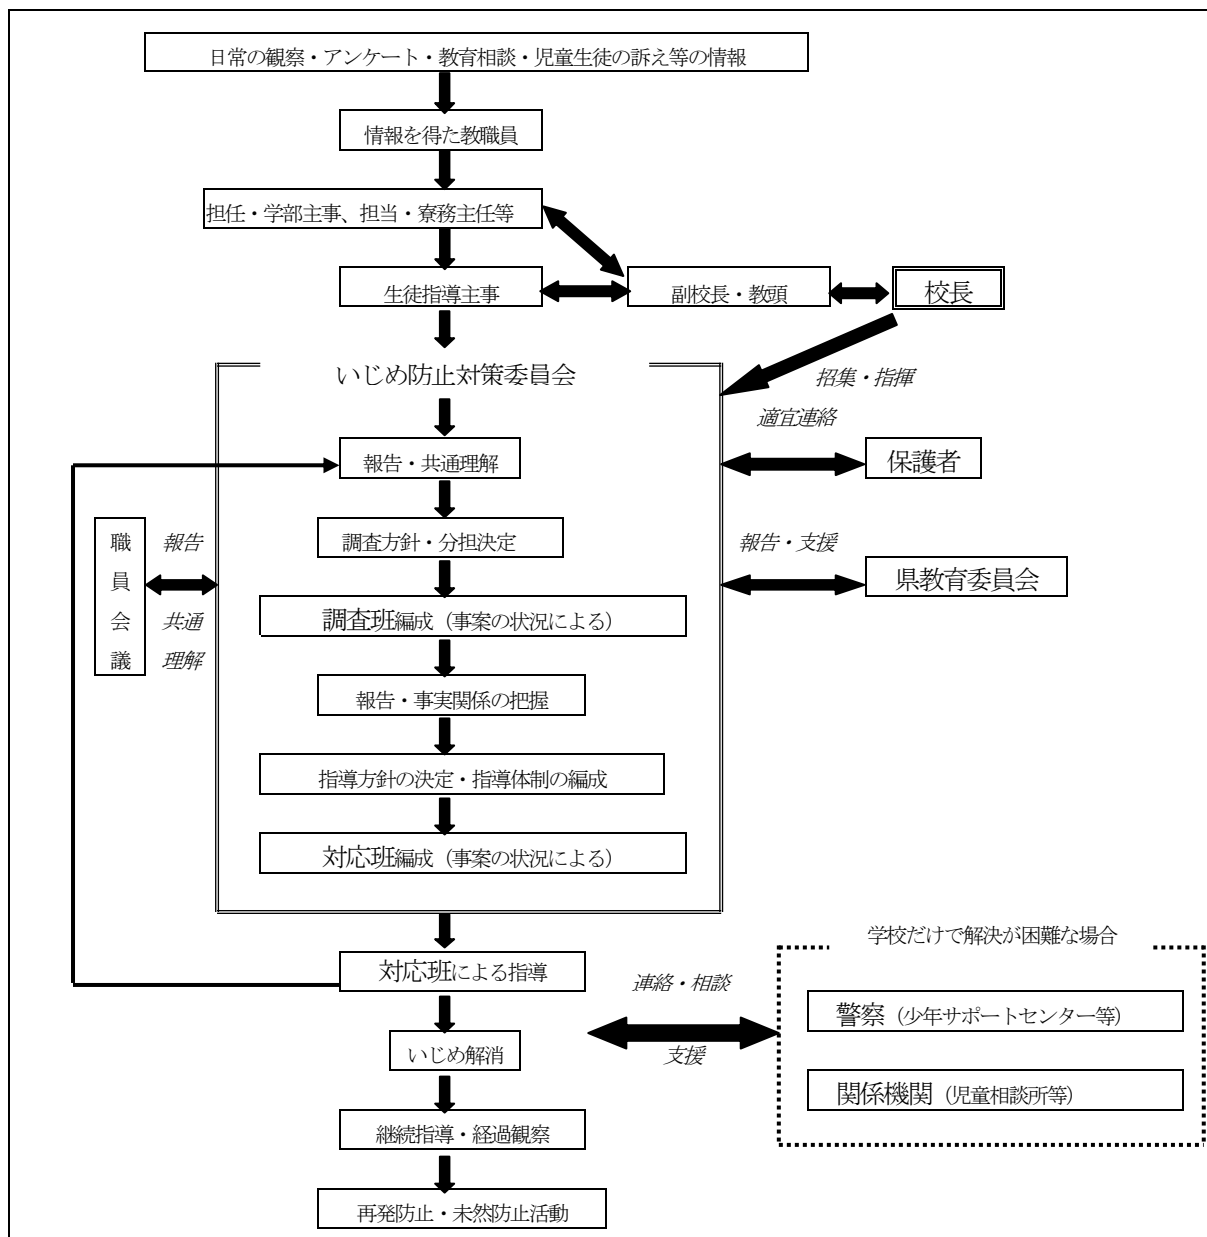 日常の観察・アンケート・教育相談・児童生徒の訴え等の情報
情報を得た教職員
担任・学部主事、担当・寮務主任等
生徒指導主事
副校長・教頭
校長
招集・指揮
いじめ防止対策委員会
適宜連絡
保護者
報告・共通理解
職員会議
報告
共通
理解
調査方針・分担決定
報告・支援
県教育委員会
調査班編成（事案の状況による）
報告・事実関係の把握
指導方針の決定・指導体制の編成
対応班編成（事案の状況による）
学校だけで解決が困難な場合
対応班による指導
連絡・相談
支援
警察（少年サポートセンター等）
いじめ解消
関係機関（児童相談所等）
継続指導・経過観察
再発防止・未然防止活動